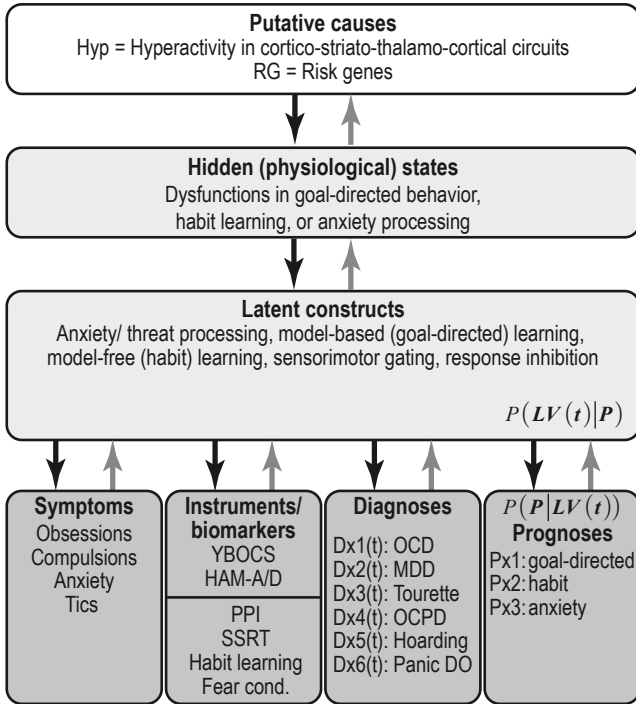 Putative causes
Hyp = Hyperactivity in cortico-striato-thalamo-cortical circuits
RG = Risk genes
Hidden (physiological) states
Dysfunctions in goal-directed behavior,
habit learning, or anxiety processing
Latent constructs
Anxiety/ threat processing, model-based (goal-directed) learning,
model-free (habit) learning, sensorimotor gating, response inhibition
P(LV(t)|P)
Symptoms
Obsessions
Compulsions
Anxiety
Tics
Instruments/
biomarkers
YBOCS
HAM-A/D
PPI
SSRT
Habit learning
Fear cond.
Diagnoses
Dx1(t): OCD
Dx2(t): MDD
Dx3(t): Tourette
Dx4(t): OCPD
Dx5(t): Hoarding
Dx6(t): Panic DO
P(P|LV(t))
Prognoses
Px1: goal-directed
Px2: habit
Px3: anxiety